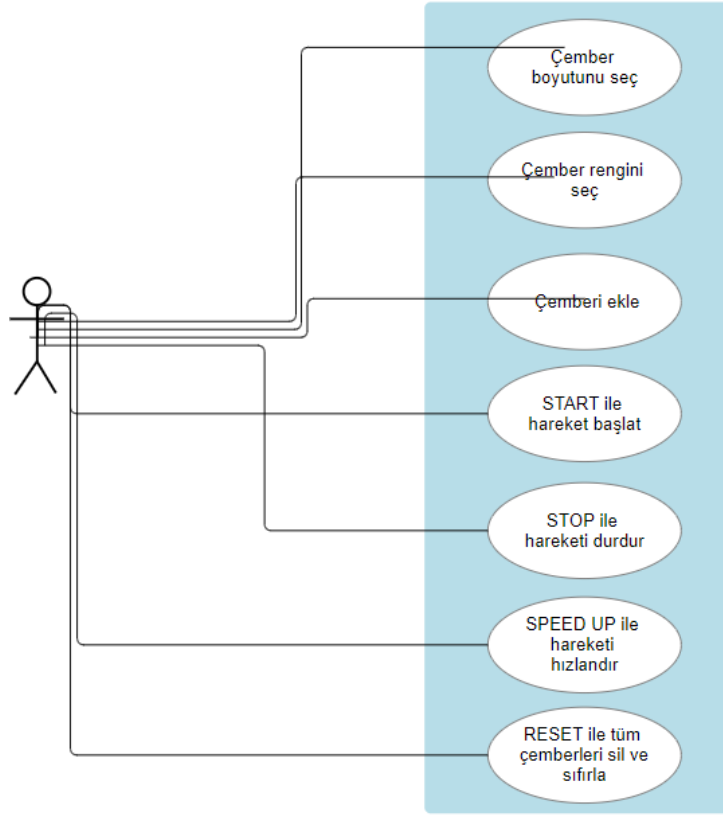 Çember
boyutunu seç
Çember rengini
seç
Çemberi ekle
START ile
hareket başlat
STOP ile
hareketi durdur
SPEED UP ile
hareketi
hızlandır
RESET ile tüm
çemberleri sil ve
sıfırla